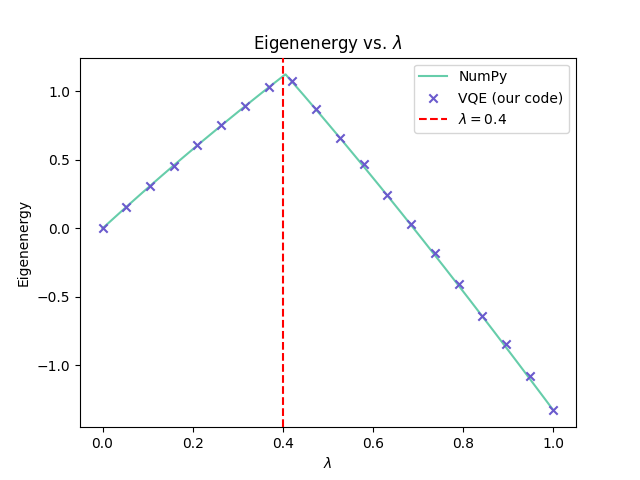 Eigenenergy vs. λ
NumPy
VQE (our code)
λ = 0.4
Eigenenergy
1.0
0.5
0.0
−0.5
−1.0
0.0 0.2 0.4 0.6 0.8 1.0
λ